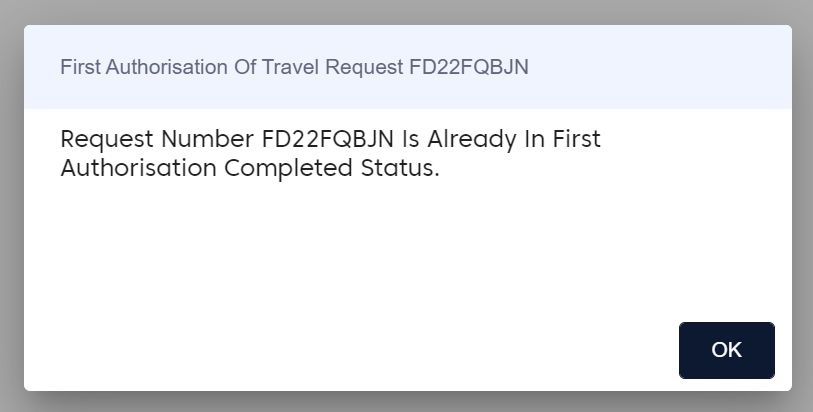 First Authorisation Of Travel Request FD22FQBJN
Request Number FD22FQBJN Is Already In First
Authorisation Completed Status.
OK